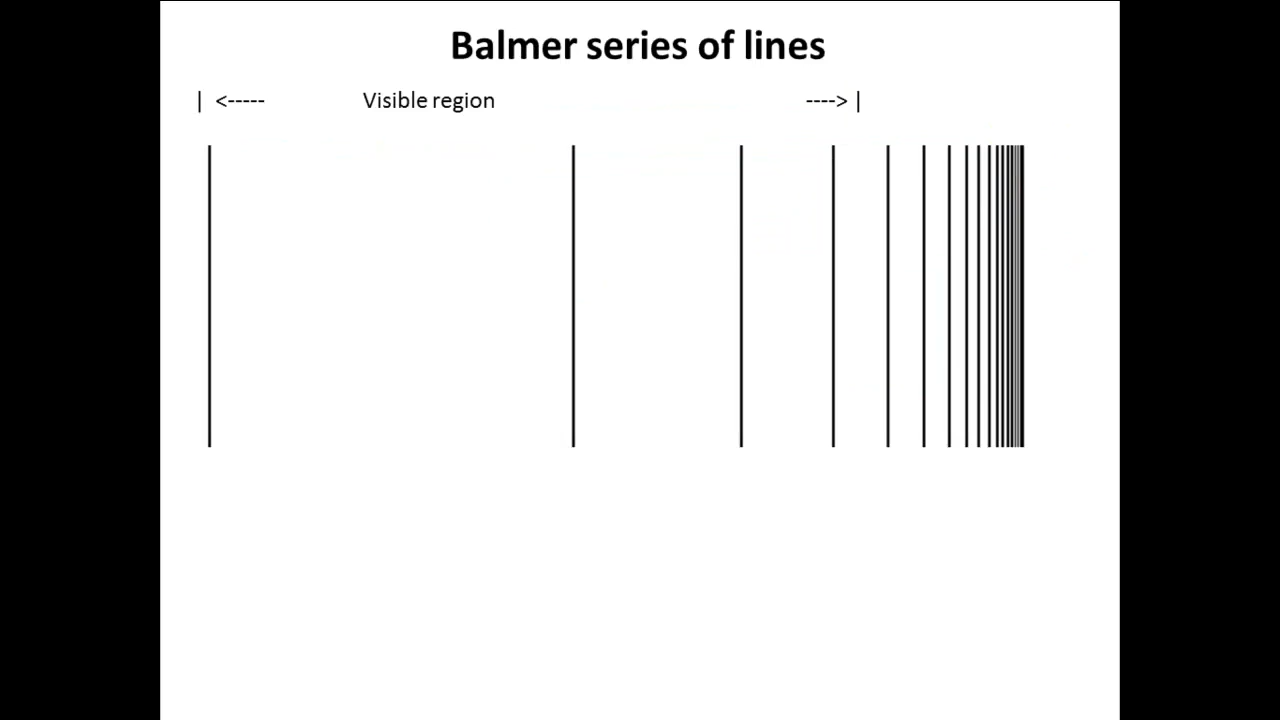 Balmer series of lines
| <----- Visible region ----> |